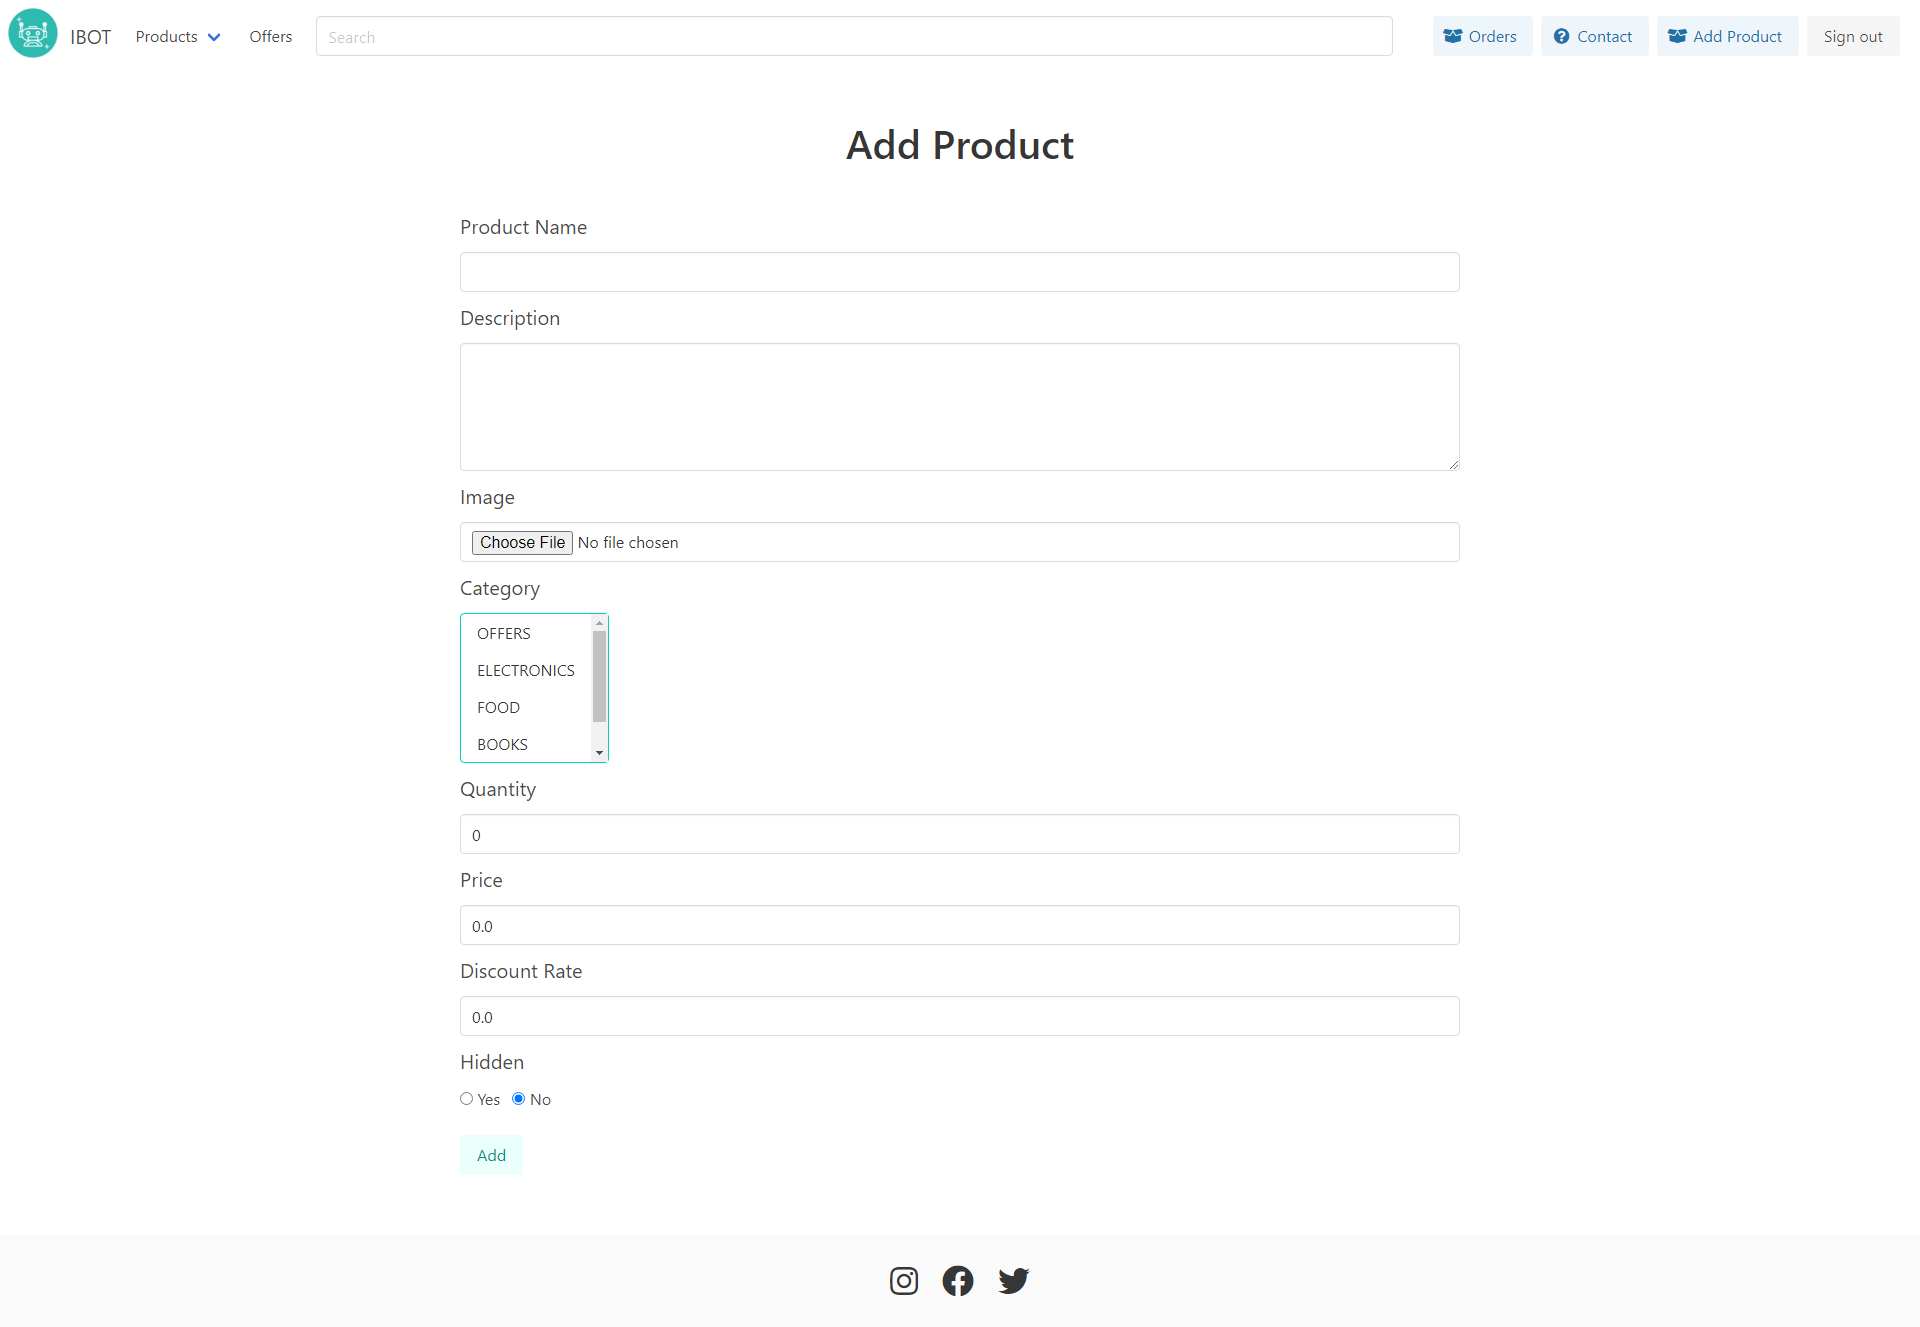 IBOT Products Offers Search Orders Contact Add Product Sign out
Add Product
Product Name
Description
Image
Choose File No file chosen
Category
OFFERS
ELECTRONICS
FOOD
BOOKS
Quantity
0
Price
0.0
Discount Rate
0.0
Hidden
Yes No
Add